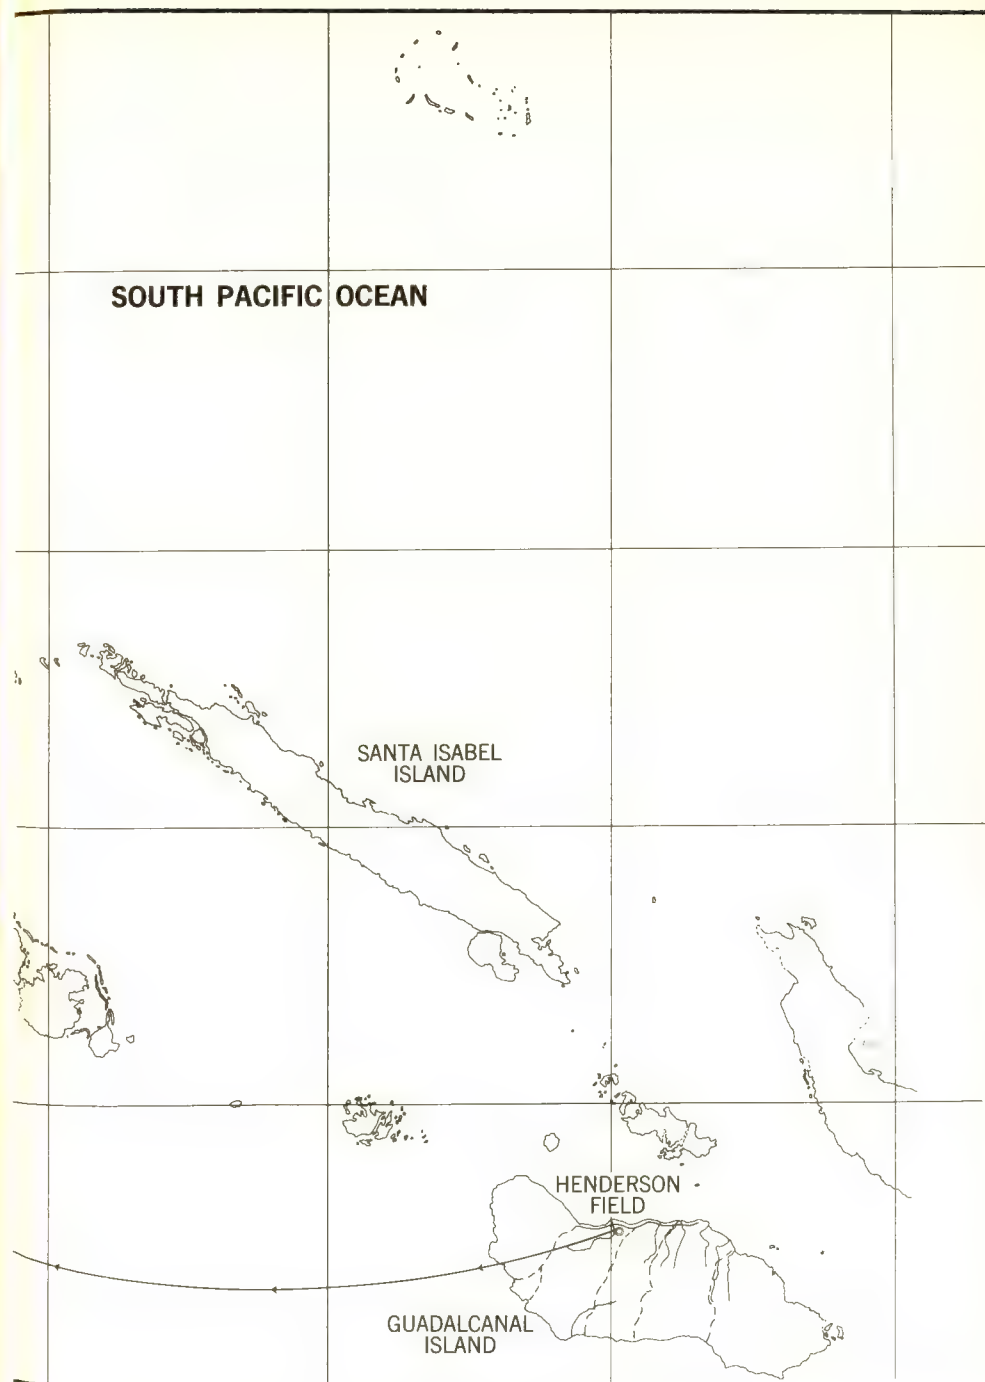 SOUTH PACIFIC OCEAN
SANTA ISABEL
ISLAND
HENDERSON
FIELD
GUADALCANAL
ISLAND